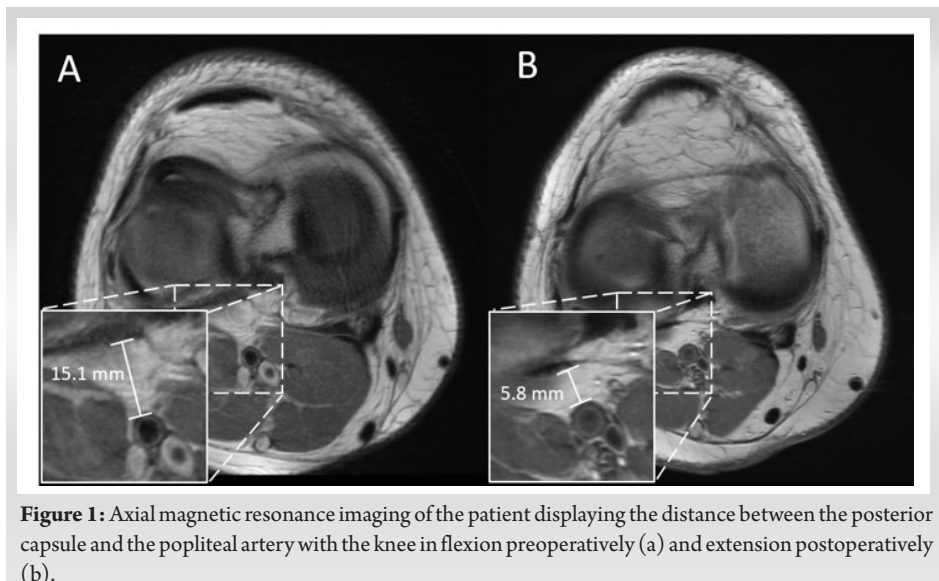 A
B
15.1 mm
5.8 mm
Figure 1: Axial magnetic resonance imaging of the patient displaying the distance between the posterior
capsule and the popliteal artery with the knee in flexion preoperatively (a) and extension postoperatively
(b).